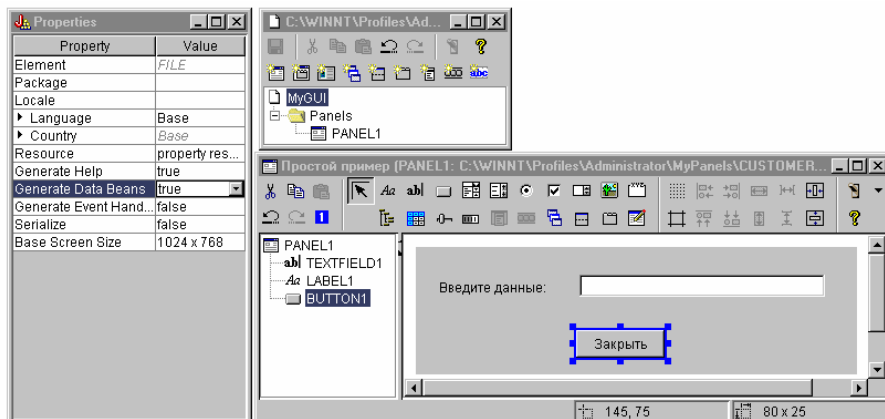 Properties
Property Value
Element FILE
Package
Locale
Language Base
Country Base
Resource property res...
Generate Help true
Generate Data Beans true
Generate Event Hand... false
Serialize false
Base Screen Size 1024 x 768
C:\WINNT\Profiles\Ad...
MyGUI
Panels
PANEL1
Простой пример (PANEL1: C:\WINNT\Profiles\Administrator\MyPanels\CUSTOMER...
PANEL1
TEXTFIELD1
LABEL1
BUTTON1
Введите данные:
Закрыть
145, 75
80 x 25